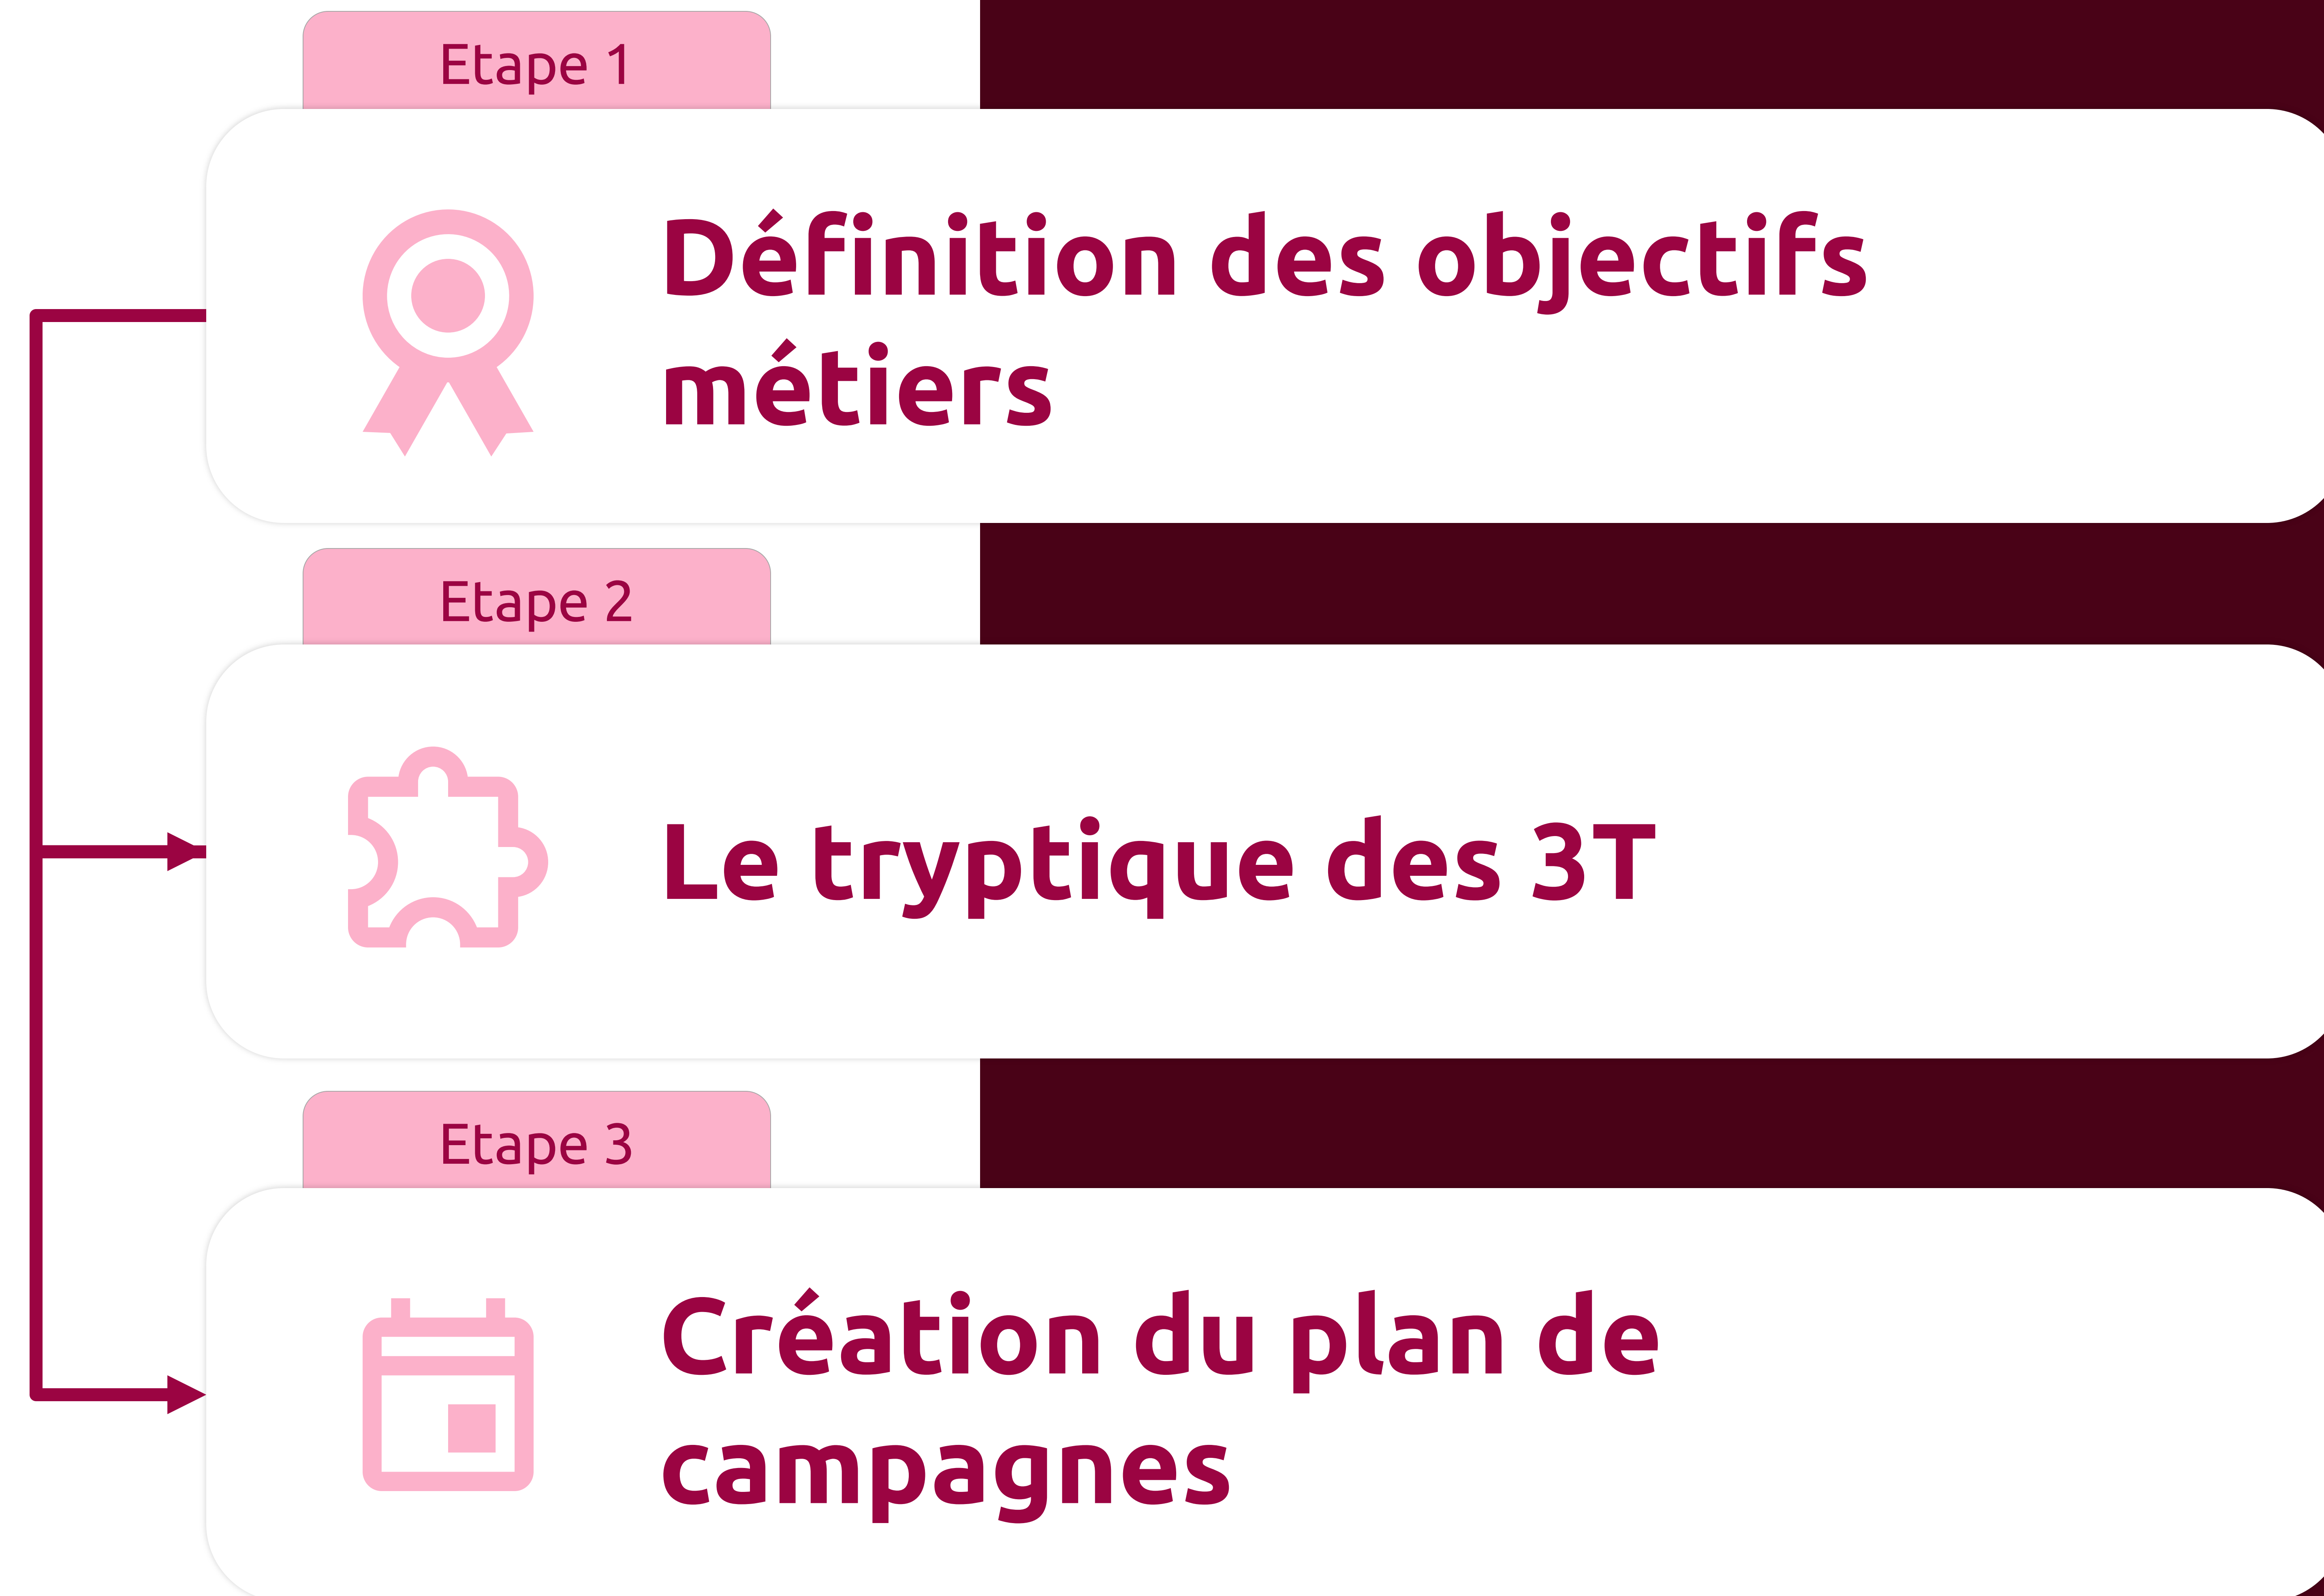 Etape 1
Définition des objectifs
métiers
Etape 2
Le tryptique des 3T
Etape 3
Création du plan de
campagnes